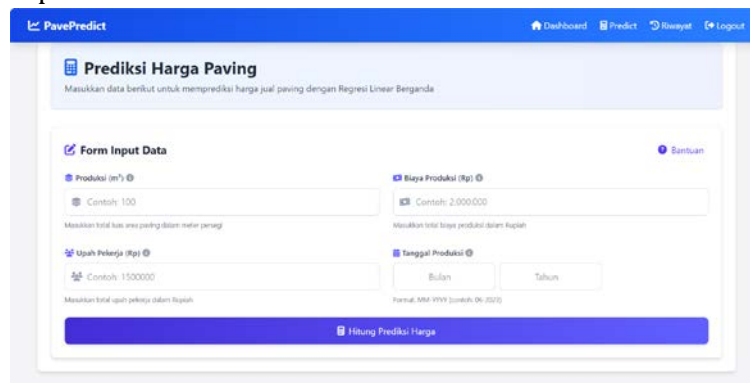 PavePredict
Dashboard Predict Riwayat Logout
Prediksi Harga Paving
Masukkan data berikut untuk memprediksi harga jual paving dengan Regresi Linear Berganda
Form Input Data
Bantuan
Produksi (m²)
Biaya Produksi (Rp)
Contoh: 100
Contoh: 2.000.000
Masukkan total luas area paving dalam meter persegi
Masukkan total biaya produksi dalam Rupiah
Upah Pekerja (Rp)
Tanggal Produksi
Contoh: 1500000
Bulan
Tahun
Masukkan total upah pekerja dalam Rupiah
Format: MM-YYYY (contoh: 06-2023)
Hitung Prediksi Harga